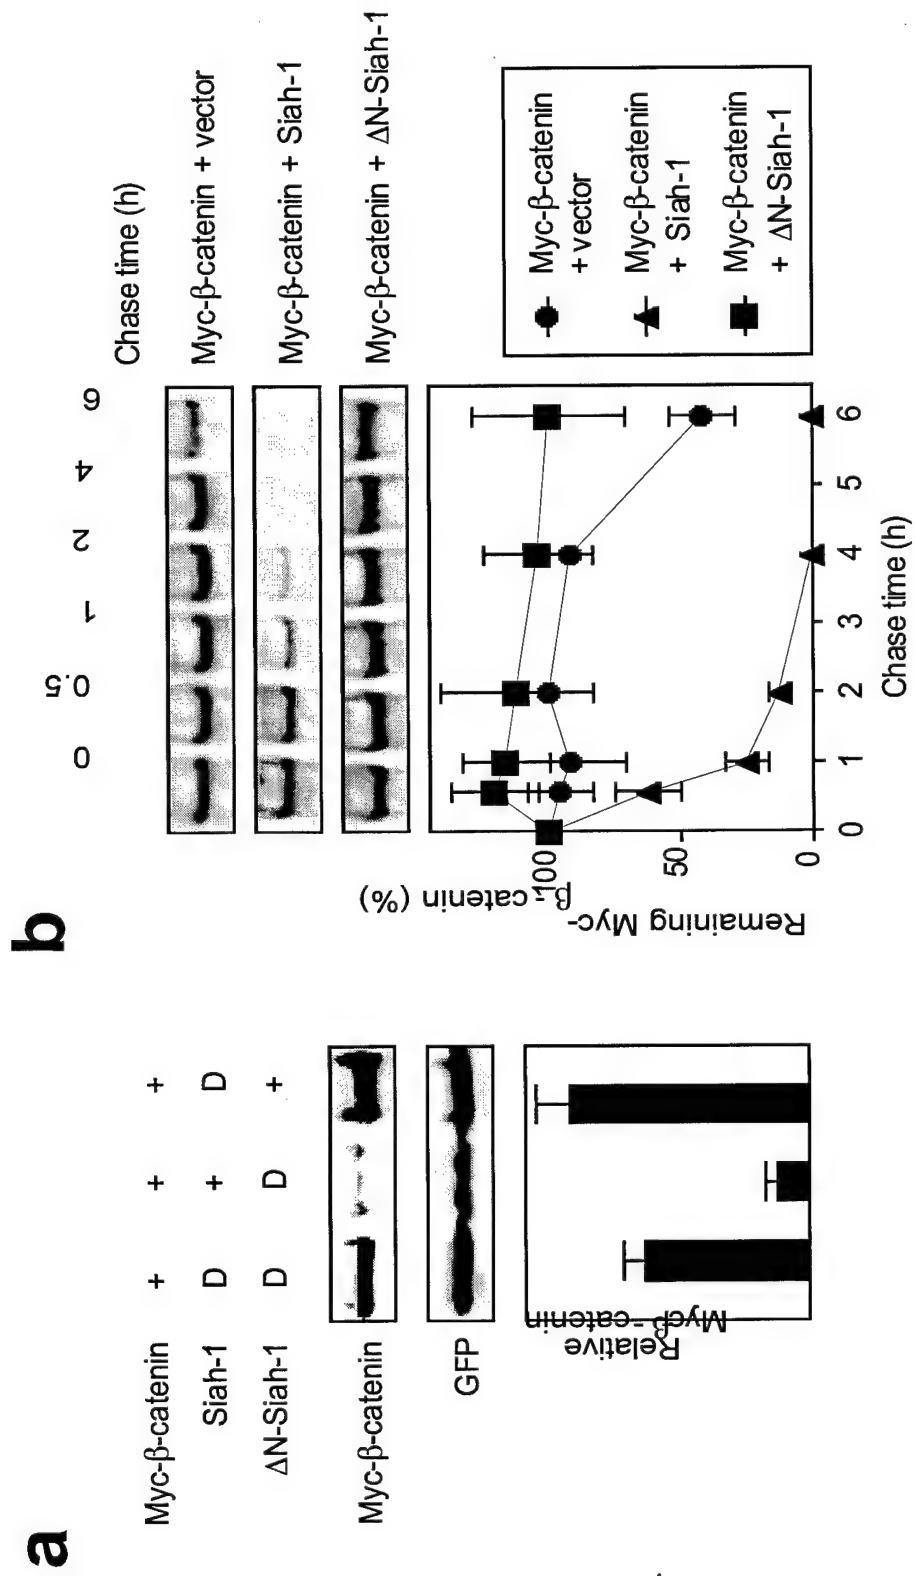 a
Myc-β-catenin + + +
Siah-1 D + D
ΔN-Siah-1 D D +
Myc-β-catenin
GFP
Relative
Mycβ-catenin
b
0 0.5 1 2 4 6 Chase time (h)
Myc-β-catenin + vector
Myc-β-catenin + Siah-1
Myc-β-catenin + ΔN-Siah-1
Remaining Myc-
β-catenin (%)
100
50
0
0 1 2 3 4 5 6
Chase time (h)
Myc-β-catenin
+ vector
Myc-β-catenin
+ Siah-1
Myc-β-catenin
+ ΔN-Siah-1